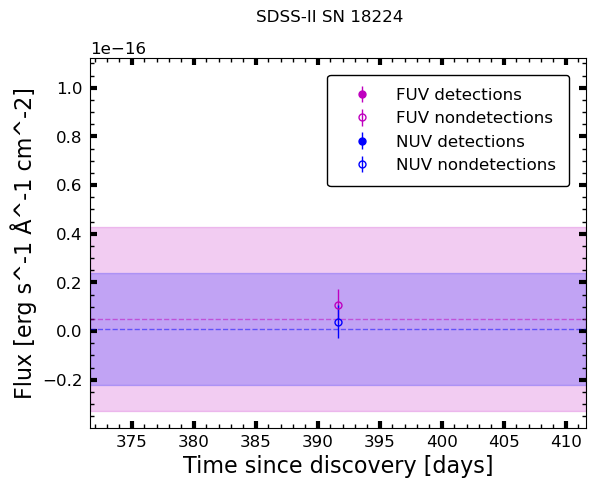 SDSS-II SN 18224
1e−16
FUV detections
FUV nondetections
NUV detections
NUV nondetections
1.0
0.8
0.6
0.4
0.2
0.0
−0.2
Flux [erg s^-1 Å^-1 cm^-2]
375 380 385 390 395 400 405 410
Time since discovery [days]